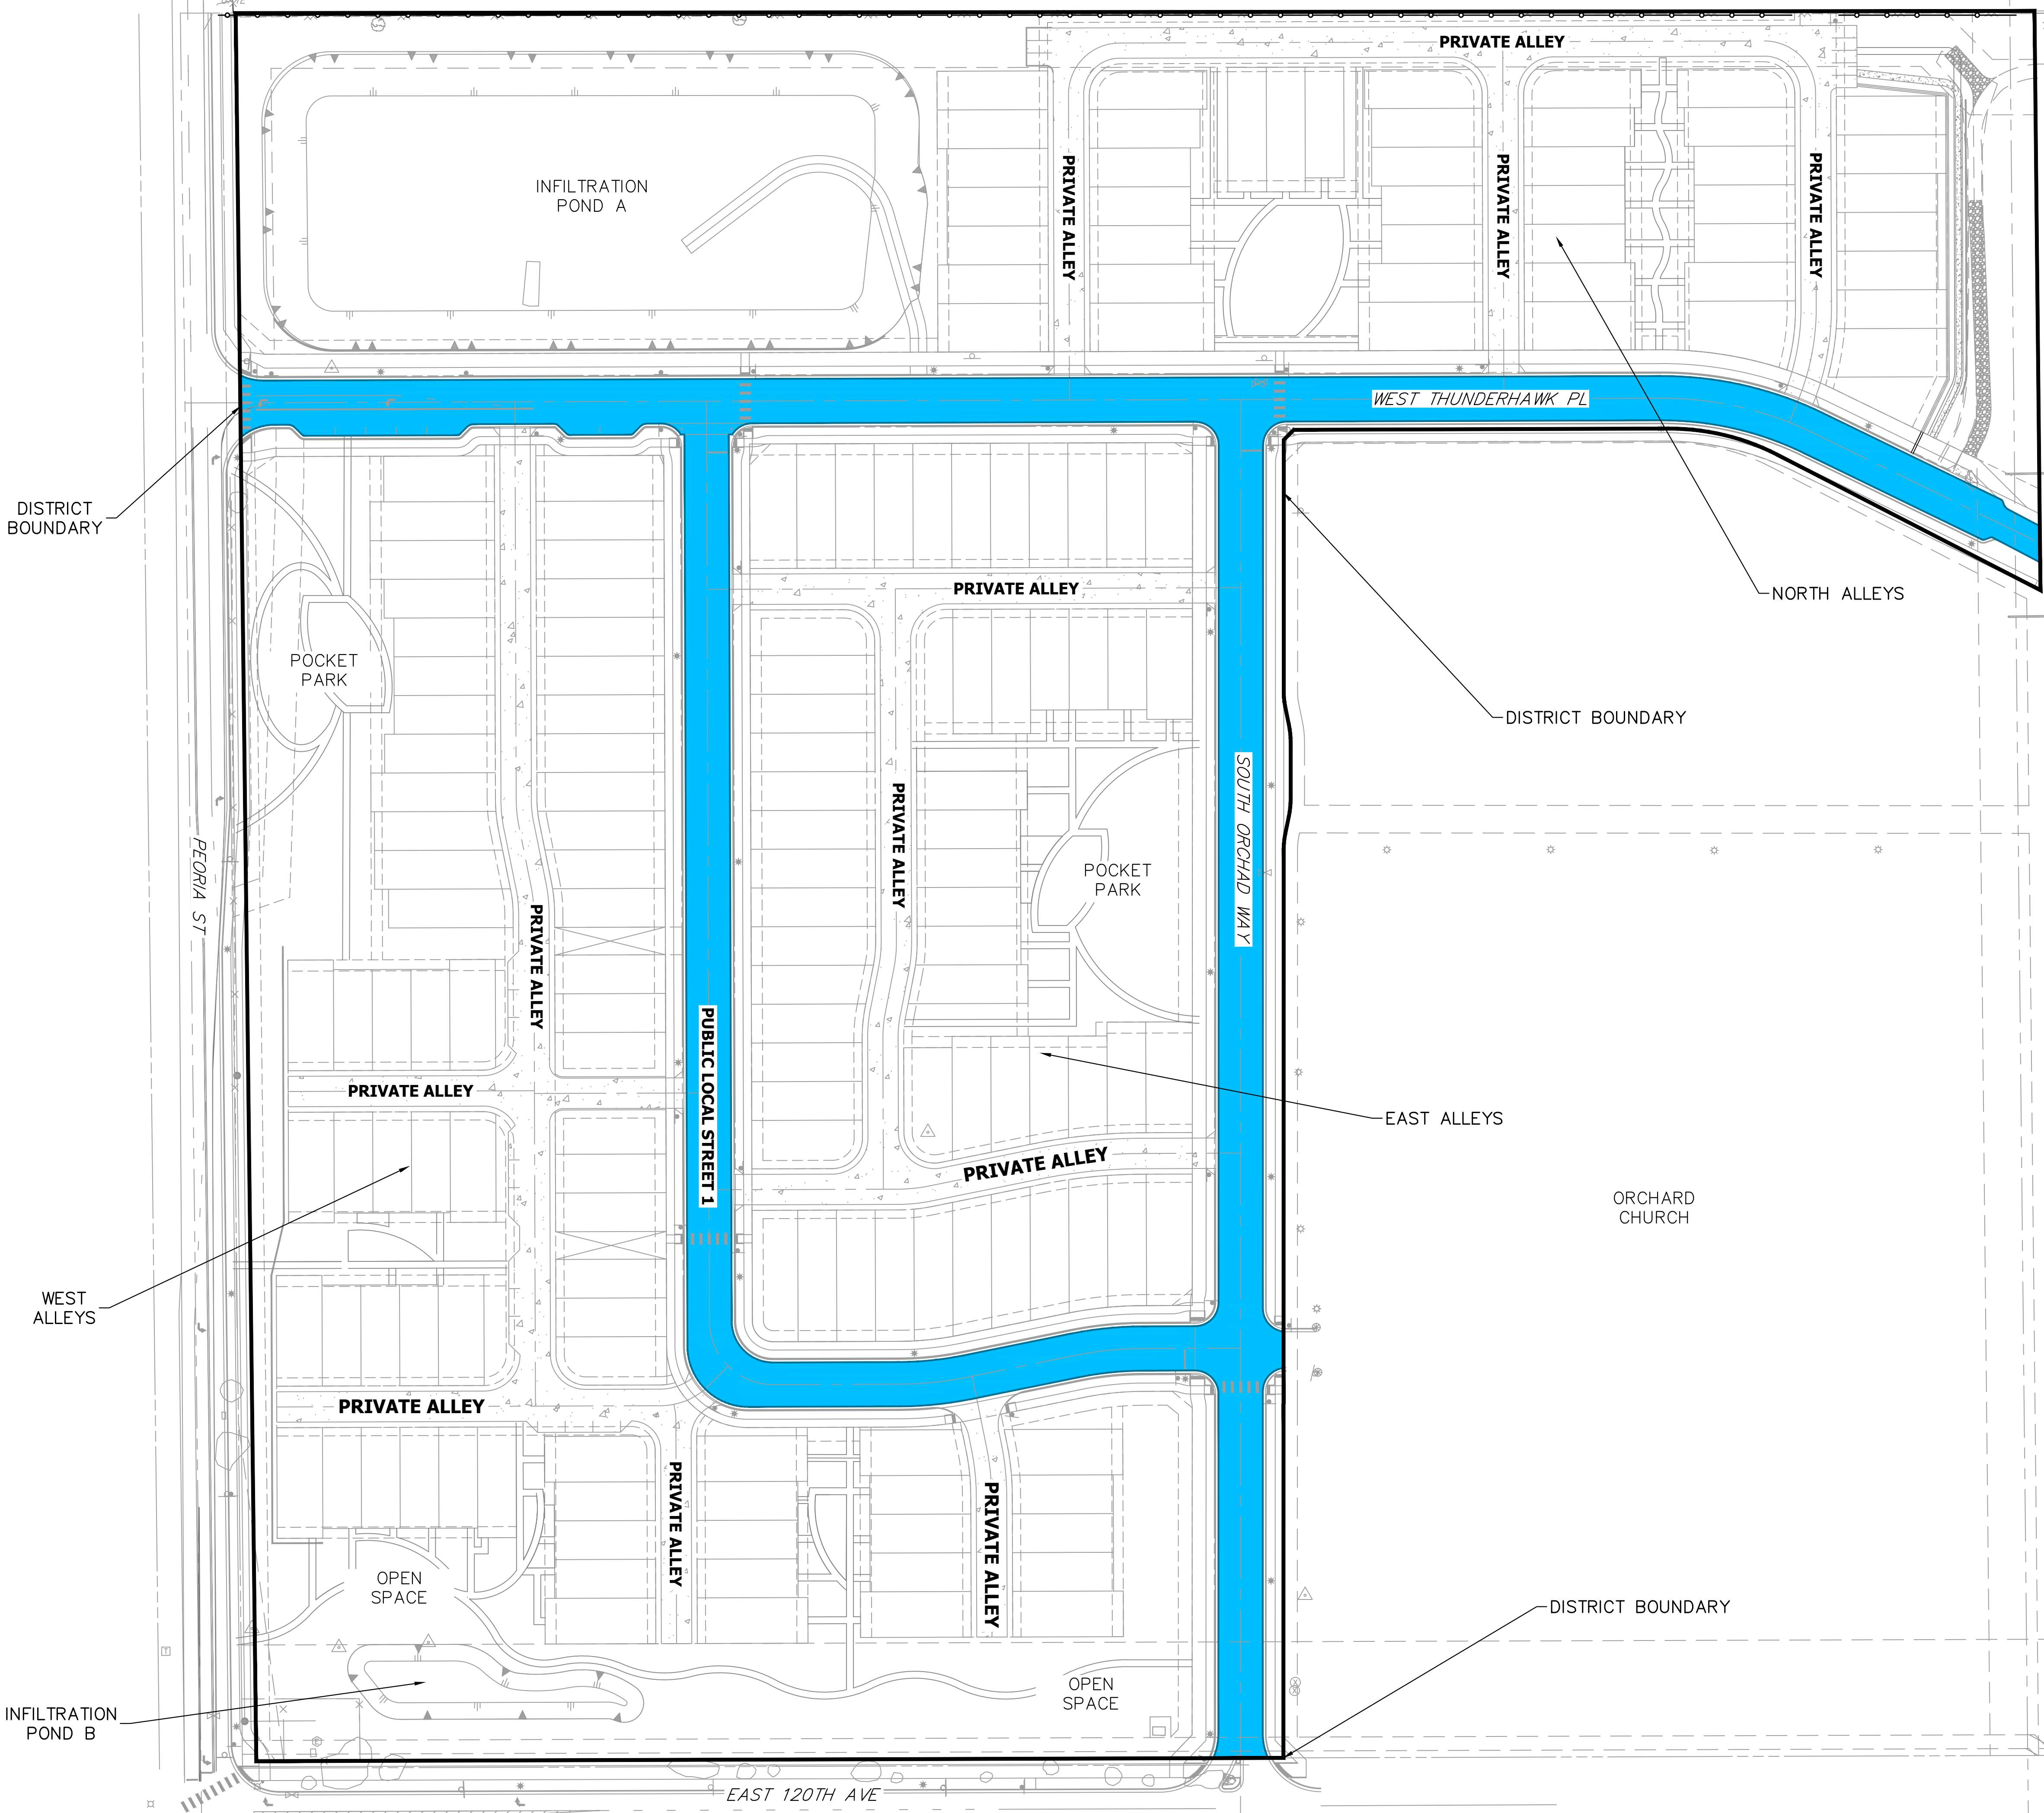 PRIVATE ALLEY
INFILTRATION
POND A
PRIVATE ALLEY
PRIVATE ALLEY
PRIVATE ALLEY
WEST THUNDERHAWK PL
DISTRICT
BOUNDARY
NORTH ALLEYS
PRIVATE ALLEY
POCKET
PARK
DISTRICT BOUNDARY
PEORIA ST
PRIVATE ALLEY
SOUTH ORCHAD WAY
POCKET
PARK
PRIVATE ALLEY
PUBLIC LOCAL STREET 1
PRIVATE ALLEY
EAST ALLEYS
PRIVATE ALLEY
ORCHARD
CHURCH
WEST
ALLEYS
PRIVATE ALLEY
PRIVATE ALLEY
PRIVATE ALLEY
OPEN
SPACE
DISTRICT BOUNDARY
OPEN
SPACE
INFILTRATION
POND B
EAST 120TH AVE
T